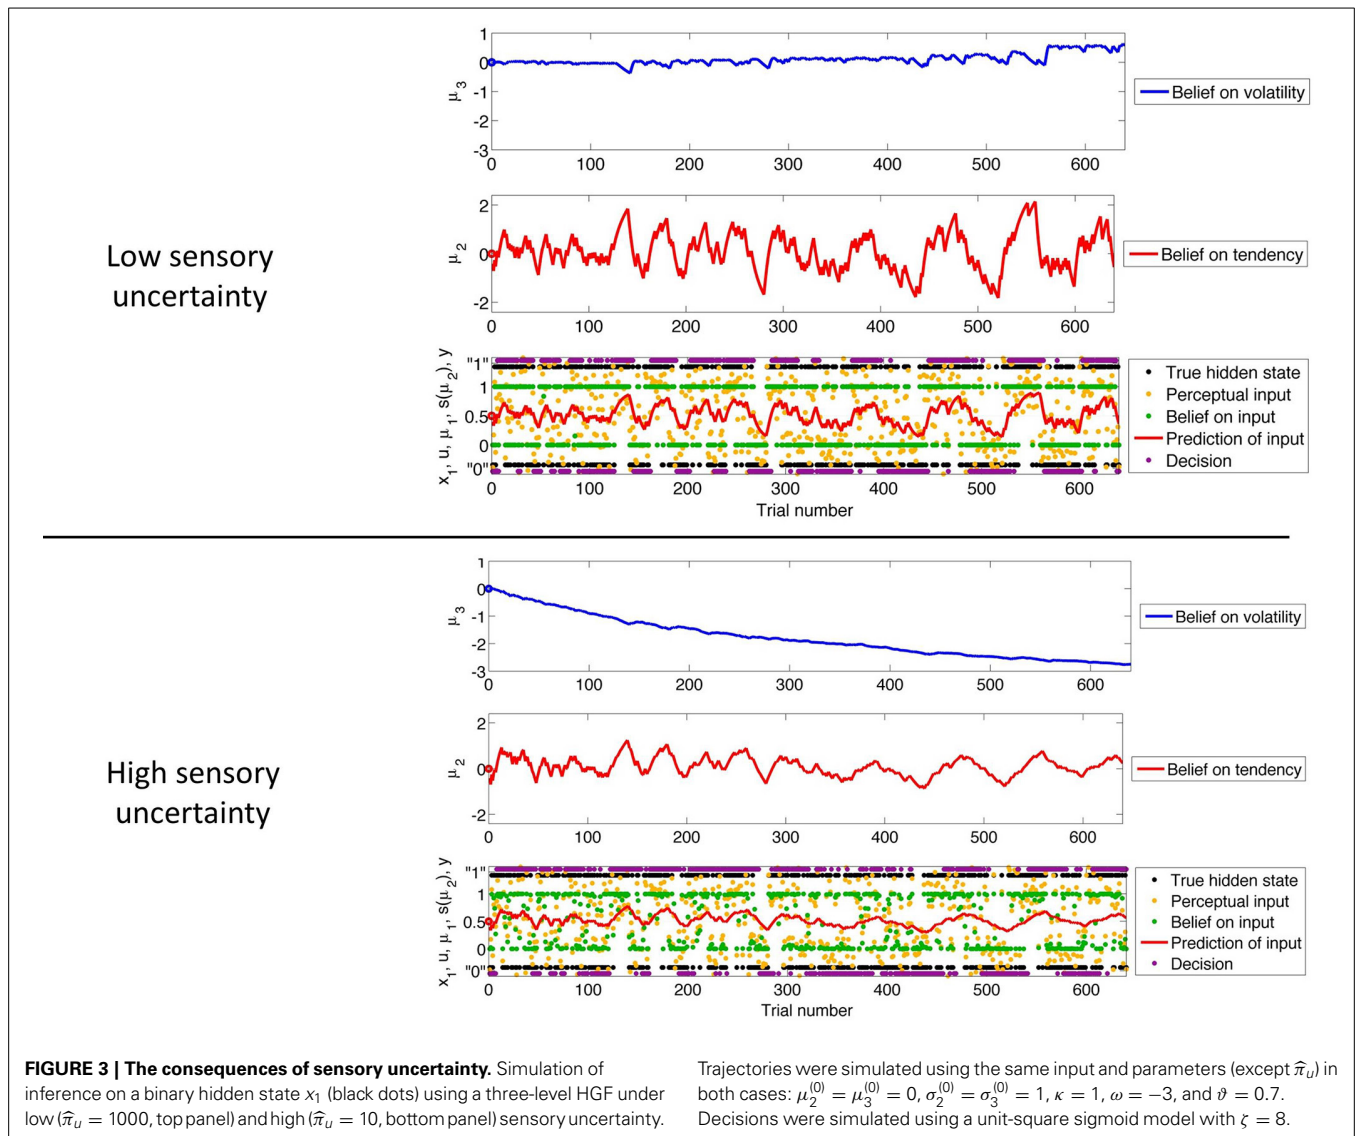 1
0
-1
-2
-3
μ3
0 100 200 300 400 500 600
Belief on volatility
Low sensory
uncertainty
2
0
-2
μ2
0 100 200 300 400 500 600
Belief on tendency
x1, u, μ1, s(μ2), y
"1"
1
0.5
0
"0"
0 100 200 300 400 500 600
Trial number
True hidden state
Perceptual input
Belief on input
Prediction of input
Decision
1
0
-1
-2
-3
μ3
0 100 200 300 400 500 600
Belief on volatility
High sensory
uncertainty
2
0
-2
μ2
0 100 200 300 400 500 600
Belief on tendency
x1, u, μ1, s(μ2), y
"1"
1
0.5
0
"0"
0 100 200 300 400 500 600
Trial number
True hidden state
Perceptual input
Belief on input
Prediction of input
Decision
FIGURE 3 | The consequences of sensory uncertainty. Simulation of
inference on a binary hidden state x1 (black dots) using a three-level HGF under
low (π̂u = 1000, top panel) and high (π̂u = 10, bottom panel) sensory uncertainty.
Trajectories were simulated using the same input and parameters (except π̂u) in
both cases: μ2(0) = μ3(0) = 0, σ2(0) = σ3(0) = 1, κ = 1, ω = −3, and ϑ = 0.7.
Decisions were simulated using a unit-square sigmoid model with ζ = 8.